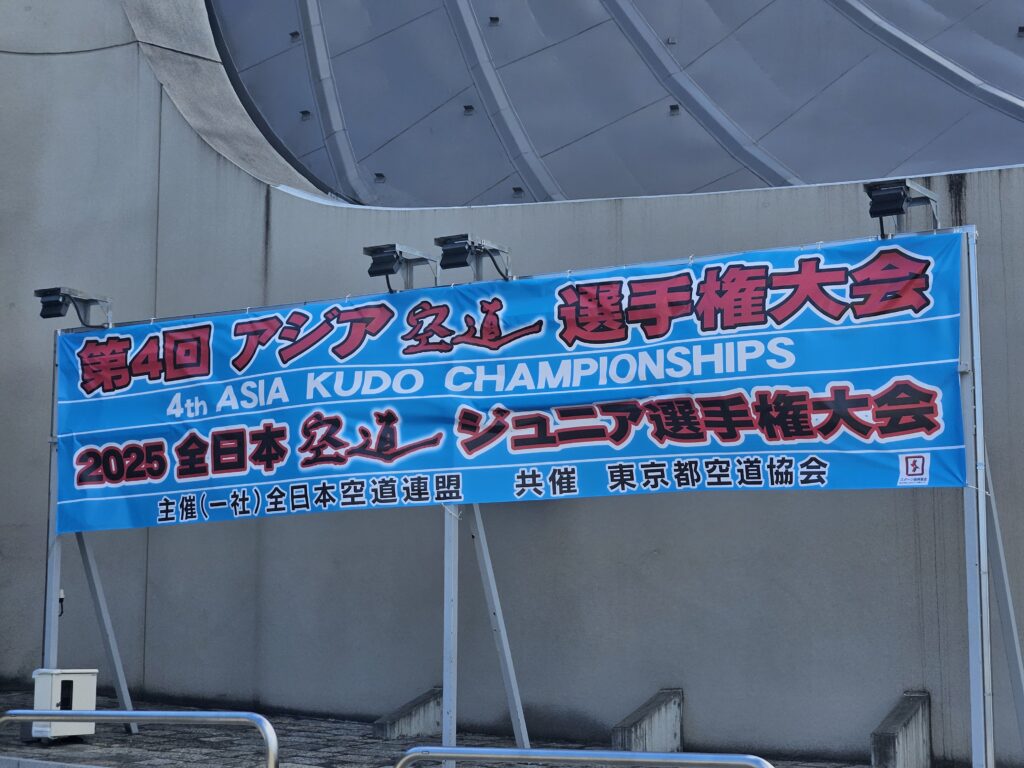 第4回 アジア 空道 選手権大会
4th ASIA KUDO CHAMPIONSHIPS
2025 全日本 空道 ジュニア選手権大会
主催(一社)全日本空道連盟 共催 東京都空道協会